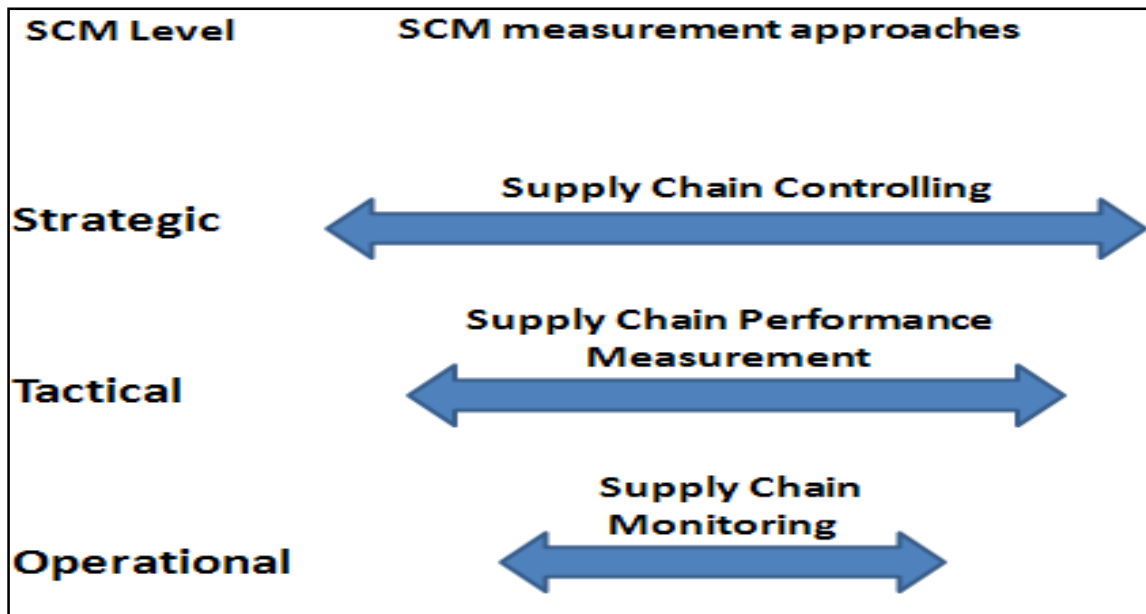 SCM Level
SCM measurement approaches
Supply Chain Controlling
Strategic
Supply Chain Performance
Measurement
Tactical
Supply Chain
Monitoring
Operational